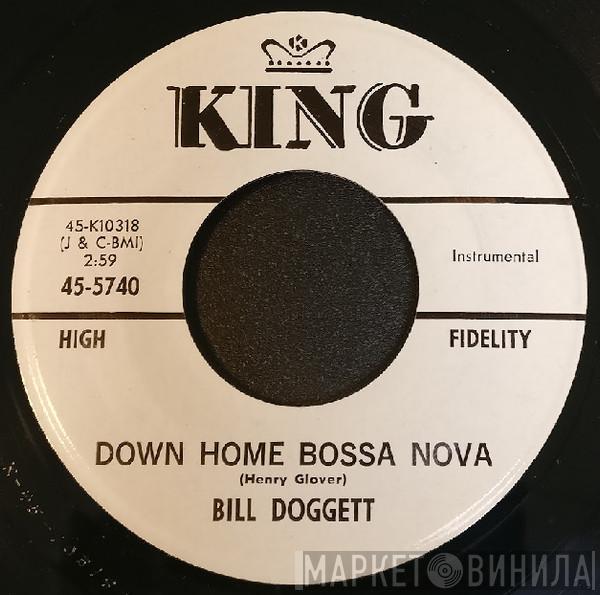 K
KING
45-K10318
(J & C-BMI)
2:59
45-5740
Instrumental
HIGH
FIDELITY
DOWN HOME BOSSA NOVA
(Henry Glover)
BILL DOGGETT
МАРКЕТ ВИНИЛА